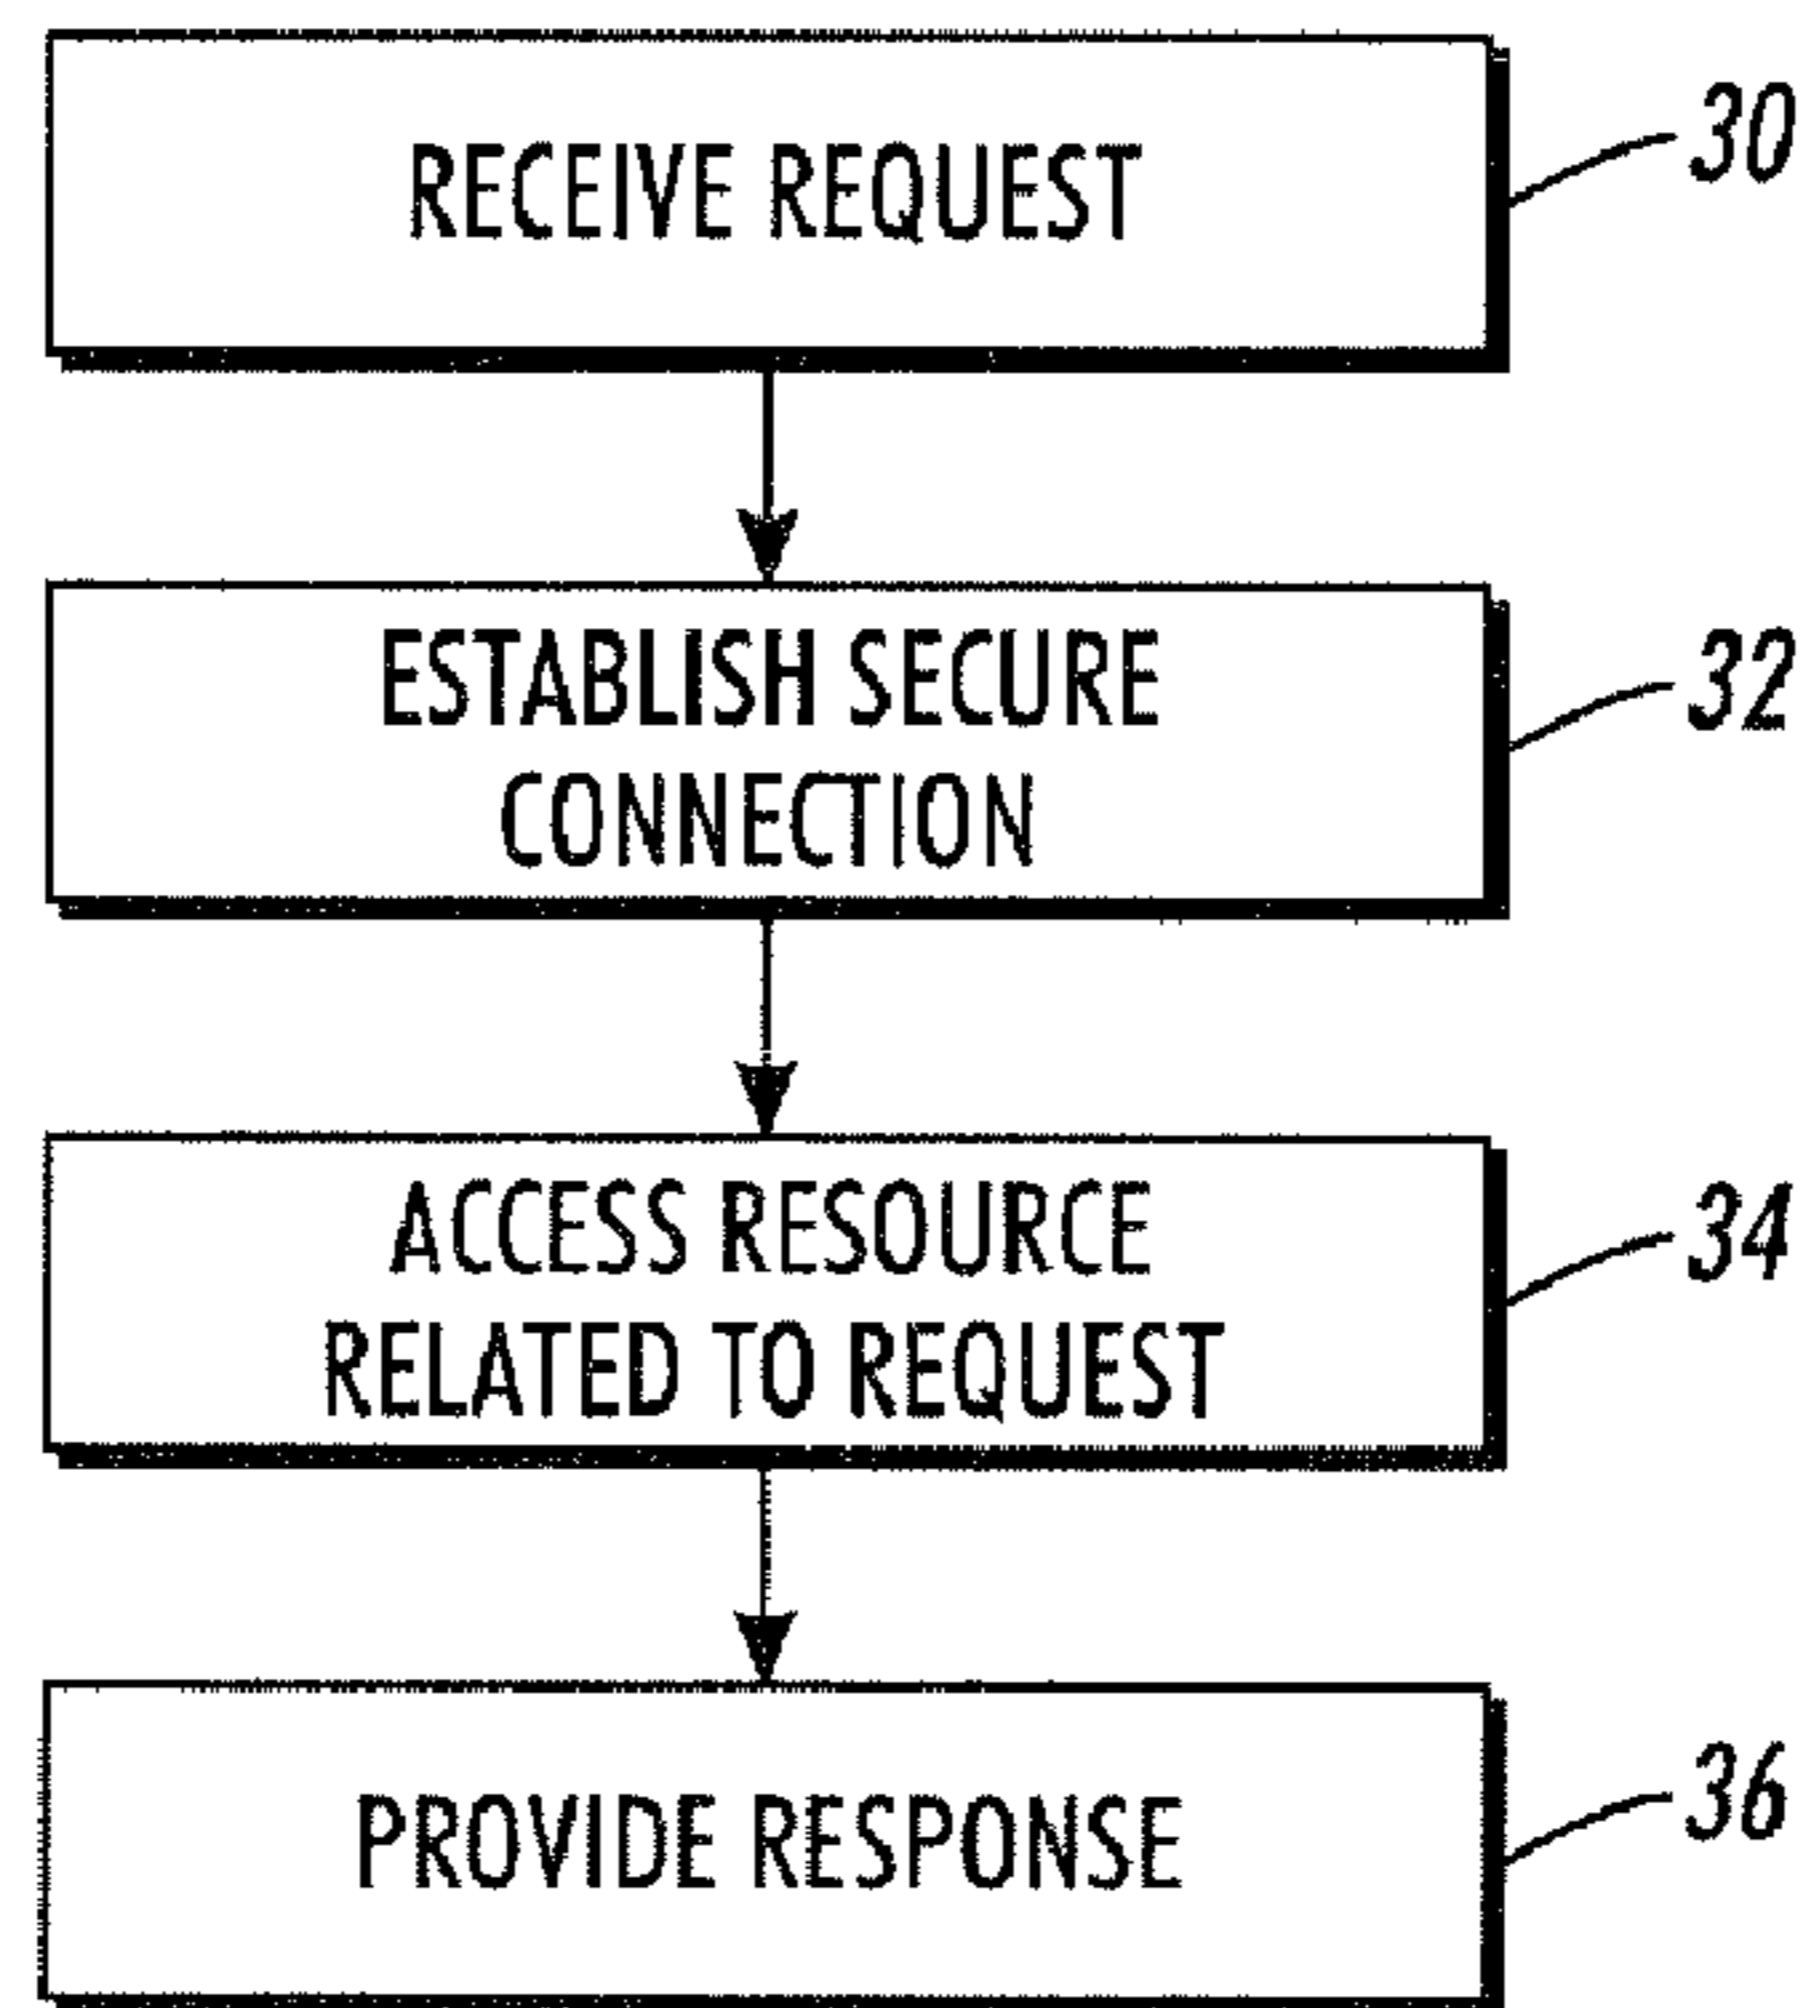 RECEIVE REQUEST
30
ESTABLISH SECURE
CONNECTION
32
ACCESS RESOURCE
RELATED TO REQUEST
34
PROVIDE RESPONSE
36